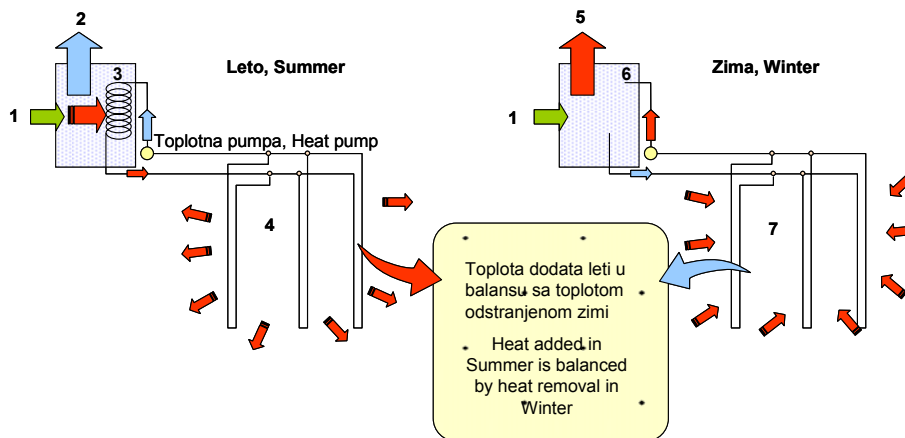 2
5
3
Leto, Summer
6
Zima, Winter
1
1
Toplotna pumpa, Heat pump
4
7
Toplota dodata leti u
balansu sa toplotom
odstranjenom zimi
Heat added in
Summer is balanced
by heat removal in
Winter